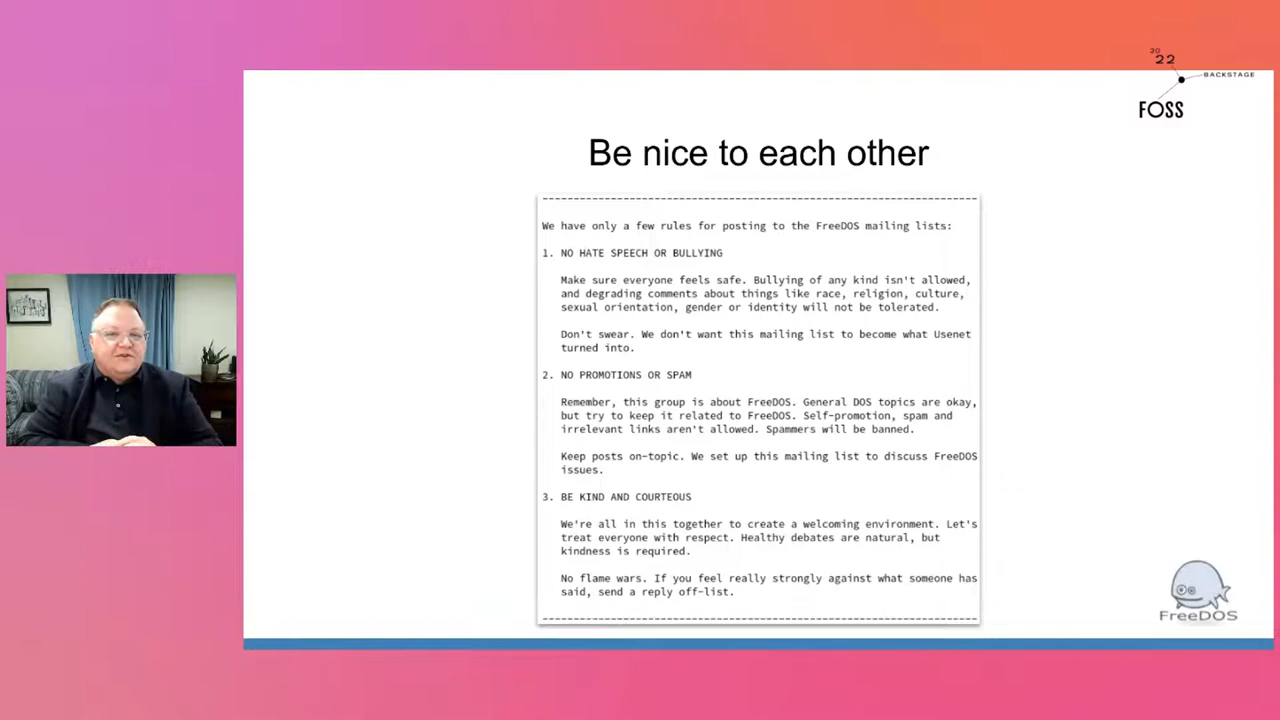 20
22
BACKSTAGE
FOSS
Be nice to each other
--------------------------------------------------------------------
We have only a few rules for posting to the FreeDOS mailing lists:
1. NO HATE SPEECH OR BULLYING
Make sure everyone feels safe. Bullying of any kind isn't allowed,
and degrading comments about things like race, religion, culture,
sexual orientation, gender or identity will not be tolerated.
Don't swear. We don't want this mailing list to become what Usenet
turned into.
2. NO PROMOTIONS OR SPAM
Remember, this group is about FreeDOS. General DOS topics are okay,
but try to keep it related to FreeDOS. Self-promotion, spam and
irrelevant links aren't allowed. Spammers will be banned.
Keep posts on-topic. We set up this mailing list to discuss FreeDOS
issues.
3. BE KIND AND COURTEOUS
We're all in this together to create a welcoming environment. Let's
treat everyone with respect. Healthy debates are natural, but
kindness is required.
No flame wars. If you feel really strongly against what someone has
said, send a reply off-list.
--------------------------------------------------------------------
FreeDOS